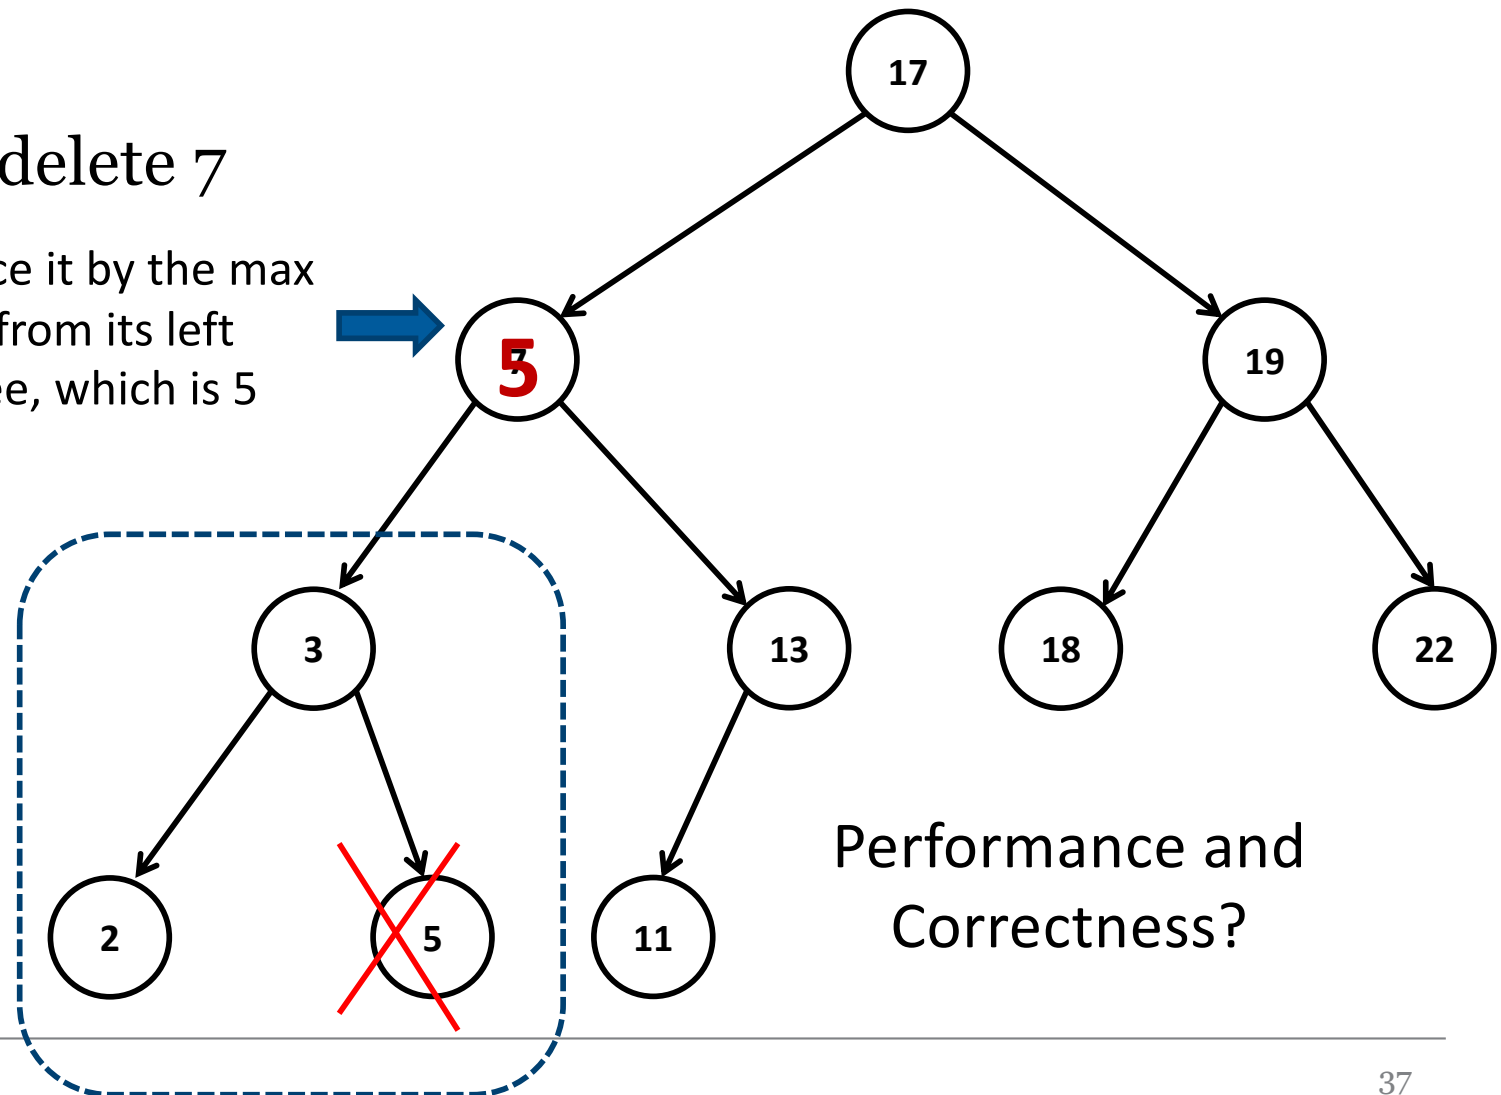 17
delete 7
ce it by the max
from its left
ee, which is 5
7
5
19
3
13
18
22
2
5
11
Performance and
Correctness?
37